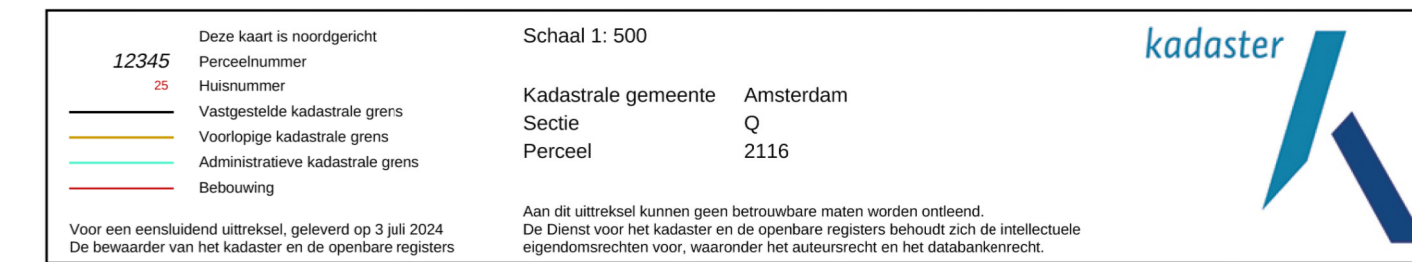 Deze kaart is noordgericht
12345 Perceelnummer
25 Huisnummer
Vastgestelde kadastrale grens
Voorlopige kadastrale grens
Administratieve kadastrale grens
Bebouwing
Voor een eensluidend uittreksel, geleverd op 3 juli 2024
De bewaarder van het kadaster en de openbare registers
Schaal 1: 500
Kadastrale gemeente Amsterdam
Sectie Q
Perceel 2116
Aan dit uittreksel kunnen geen betrouwbare maten worden ontleend.
De Dienst voor het kadaster en de openbare registers behoudt zich de intellectuele
eigendomsrechten voor, waaronder het auteursrecht en het databankenrecht.
kadaster